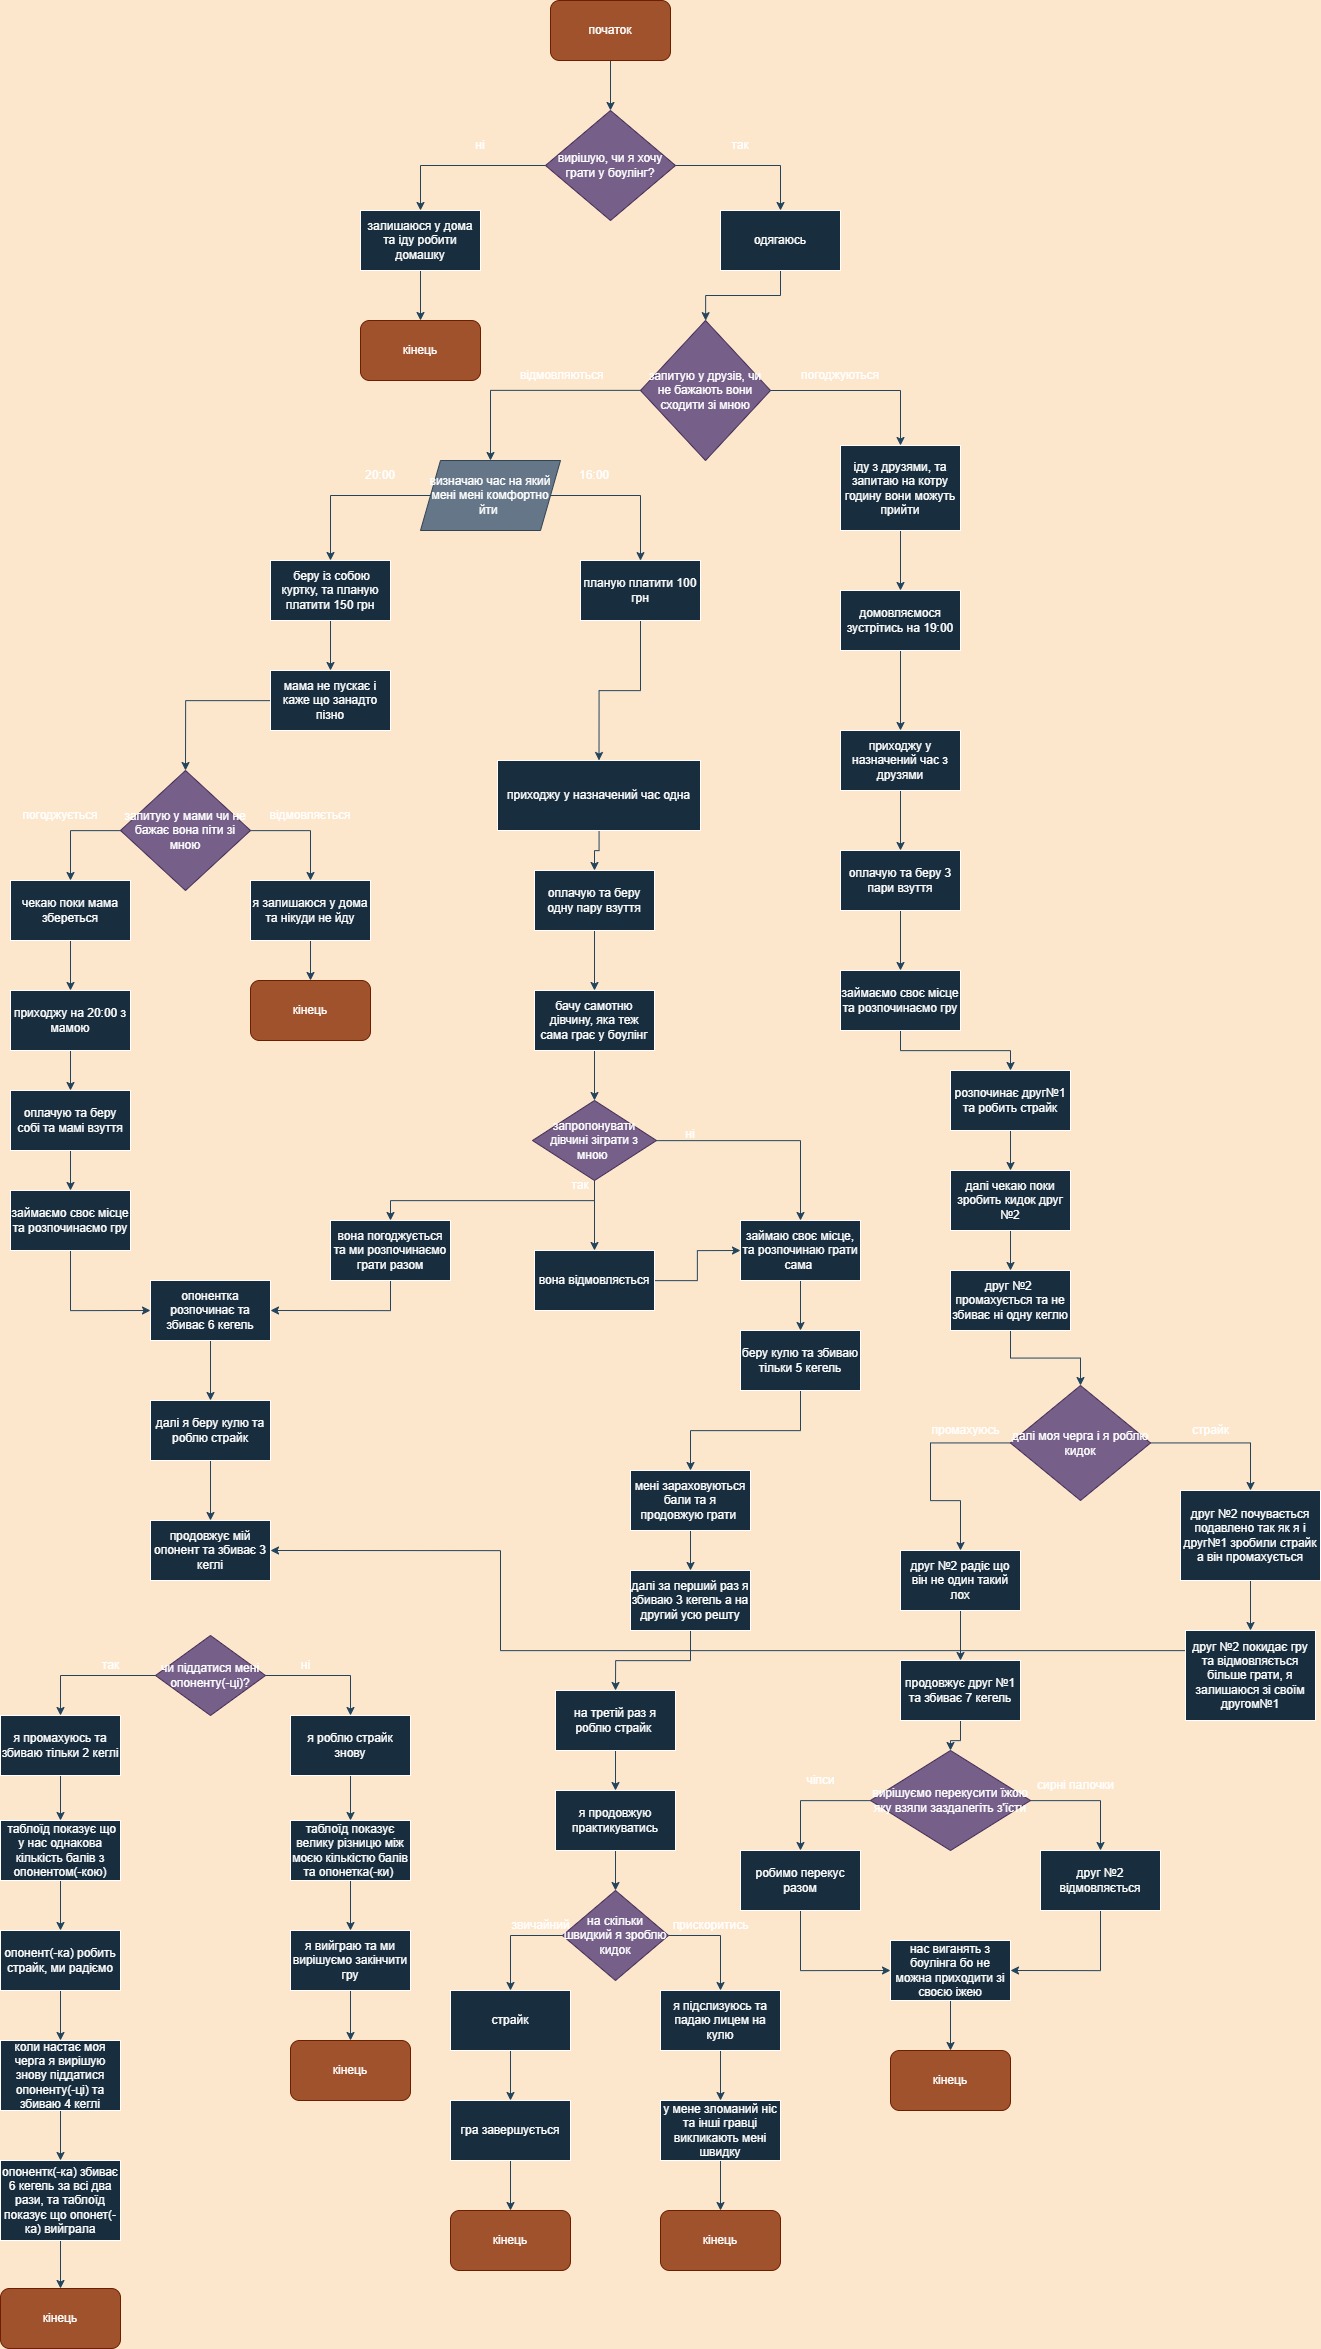 початок
вирішую, чи я хочу
грати у боулінг?
ні
так
залишаюся у дома
та іду робити
домашку
одягаюсь
кінець
запитую у друзів, чи
не бажають вони
сходити зі мною
відмовляються
погоджуються
визначаю час на який
мені мені комфортно
йти
20:00
16:00
іду з друзями, та
запитаю на котру
годину вони можуть
прийти
беру із собою
куртку, та планую
платити 150 грн
планую платити 100
грн
домовляємося
зустрітись на 19:00
мама не пускає і
каже що занадто
пізно
приходжу у
назначений час з
друзями
приходжу у назначений час одна
запитую у мами чи не
бажає вона піти зі
мною
погоджується
відмовляється
оплачую та беру 3
пари взуття
чекаю поки мама
збереться
я залишаюся у дома
та нікуди не йду
оплачую та беру
одну пару взуття
кінець
займаємо своє місце
та розпочинаємо гру
приходжу на 20:00 з
мамою
бачу самотню
дівчину, яка теж
сама грає у боулінг
розпочинає друг№1
та робить страйк
оплачую та беру
собі та мамі взуття
запропонувати
дівчині зіграти з
мною
ні
так
далі чекаю поки
зробить кидок друг
№2
займаємо своє місце
та розпочинаємо гру
вона погоджується
та ми розпочинаємо
грати разом
вона відмовляється
займаю своє місце,
та розпочинаю грати
сама
друг №2
промахується та не
збиває ні одну кеглю
опонентка
розпочинає та
збиває 6 кегель
беру кулю та збиваю
тільки 5 кегель
далі я беру кулю та
роблю страйк
далі моя черга і я роблю
кидок
промахуюсь
страйк
мені зараховуються
бали та я
продовжую грати
друг №2 почувається
подавлено так як я і
друг№1 зробили страйк
а він промахується
продовжує мій
опонент та збиває 3
кеглі
друг №2 радіє що
він не один такий
лох
далі за перший раз я
збиваю 3 кегель а на
другий усю решту
друг №2 покидає гру
та відмовляється
більше грати, я
залишаюся зі своїм
другом№1
чи піддатися мені
опоненту(-ці)?
так
ні
продовжує друг №1
та збиває 7 кегель
на третій раз я
роблю страйк
я промахуюсь та
збиваю тільки 2 кеглі
я роблю страйк
знову
вирішуємо перекусити їжою
яку взяли заздалегіть з'їсти
чіпси
сирні палочки
я продовжую
практикуватись
таблоїд показує що
у нас однакова
кількість балів з
опонентом(-кою)
таблоїд показує
велику різницю між
моєю кількістю балів
та опонетка(-ки)
робимо перекус
разом
друг №2
відмовляється
на скільки
швидкий я зроблю
кидок
звичайний
прискоритись
опонент(-ка) робить
страйк, ми радіємо
я вийграю та ми
вирішуємо закінчити
гру
нас виганять з
боулінга бо не
можна приходити зі
своєю їжею
страйк
я підслизуюсь та
падаю лицем на
кулю
коли настає моя
черга я вирішую
знову піддатися
опоненту(-ці) та
збиваю 4 кеглі
кінець
кінець
гра завершується
у мене зломаний ніс
та інші гравці
викликають мені
швидку
опонентк(-ка) збиває
6 кегель за всі два
рази, та таблоїд
показує що опонет(-
ка) вийграла
кінець
кінець
кінець